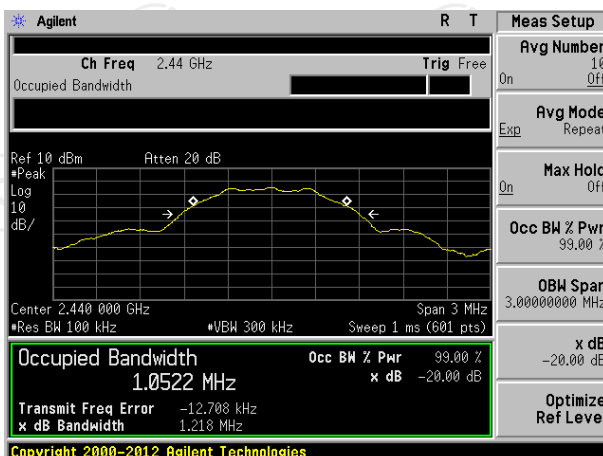 Agilent R T
Ch Freq 2.44 GHz Trig Free
Occupied Bandwidth
Ref 10 dBm Atten 20 dB
#Peak
Log
10
dB/
Center 2.440 000 GHz Span 3 MHz
#Res BW 100 kHz #VBW 300 kHz Sweep 1 ms (601 pts)
Occupied Bandwidth Occ BW % Pwr 99.00 %
1.0522 MHz x dB -20.00 dB
Transmit Freq Error -12.708 kHz
x dB Bandwidth 1.218 MHz
Copyright 2000-2012 Agilent Technologies
Meas Setup
Avg Number
10
On Off
Avg Mode
Exp Repeat
Max Hold
On Off
Occ BW % Pwr
99.00 %
OBW Span
3.00000000 MHz
x dB
-20.00 dB
Optimize
Ref Level